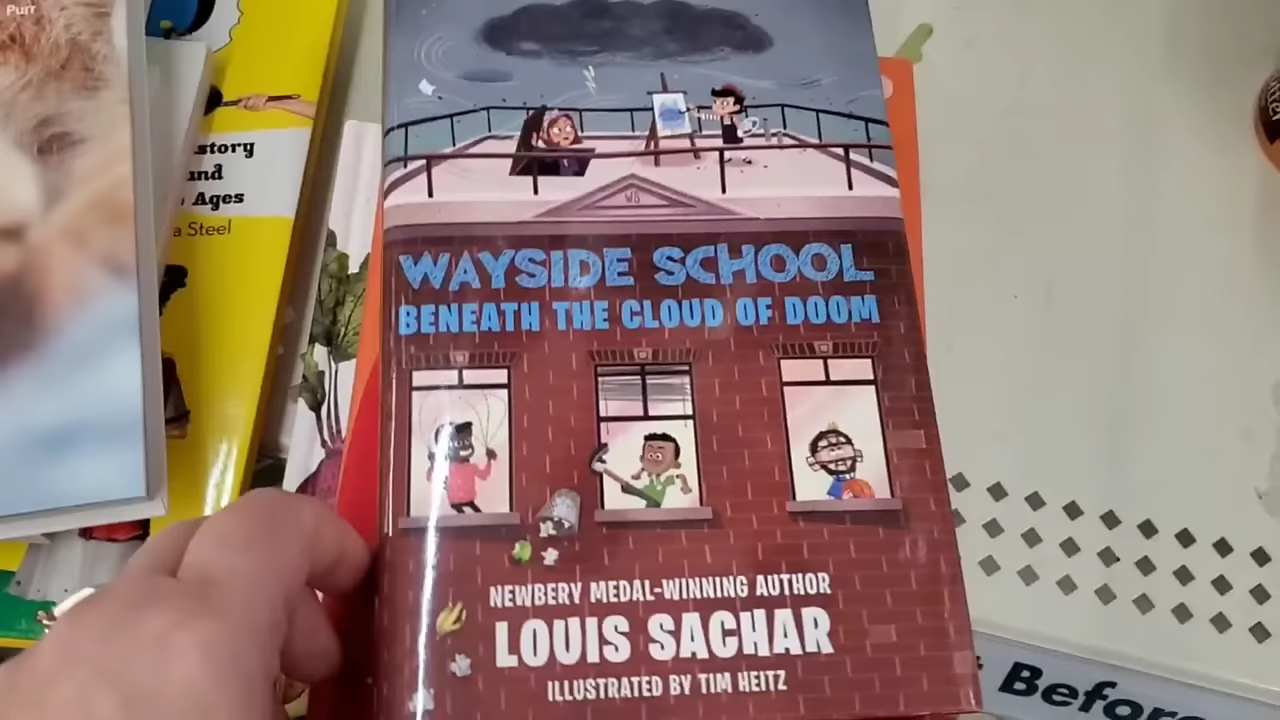 Purr
story
and
Ages
a Steel
WS
WAYSIDE SCHOOL
BENEATH THE CLOUD OF DOOM
NEWBERY MEDAL-WINNING AUTHOR
LOUIS SACHAR
ILLUSTRATED BY TIM HEITZ
Before